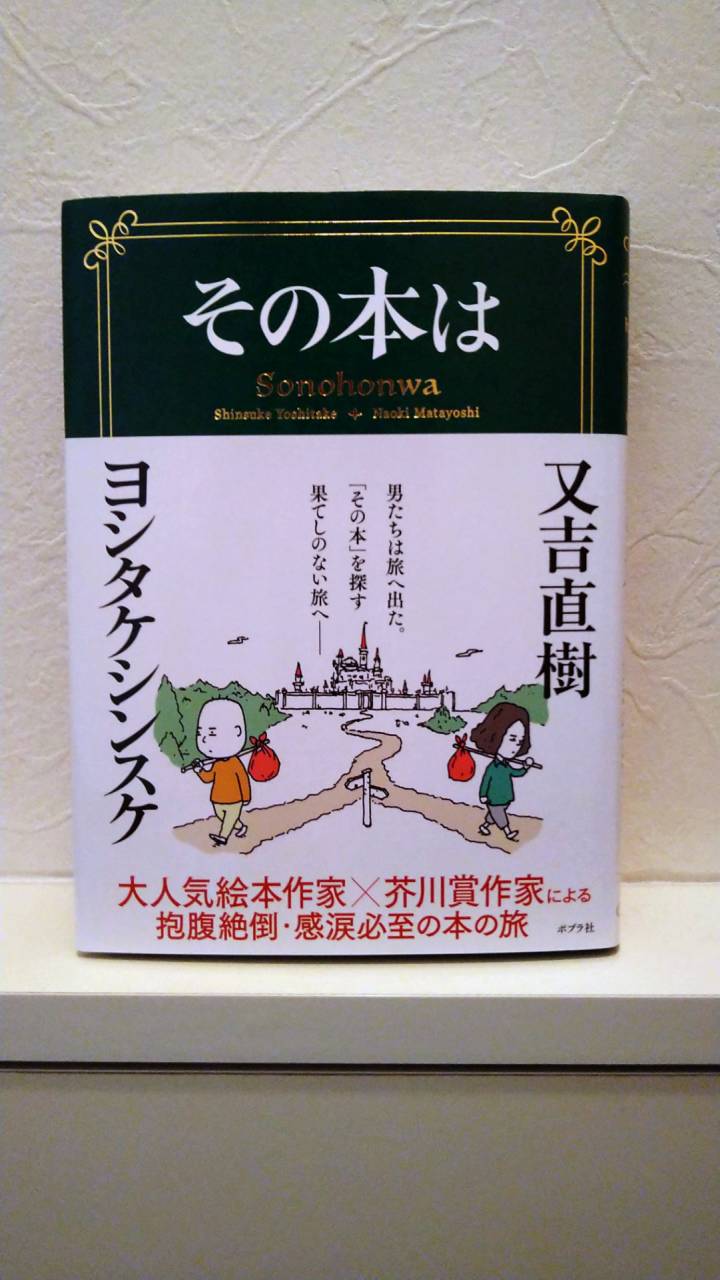 その本は
Sonohonwa
Shinsuke Yoshitake
Naoki Matayoshi
又吉直樹
男たちは旅へ出た。
「その本」を探す
果てしのない旅へ──
ヨシタケシンスケ
大人気絵本作家×芥川賞作家による
抱腹絶倒・感涙必至の本の旅
ポプラ社